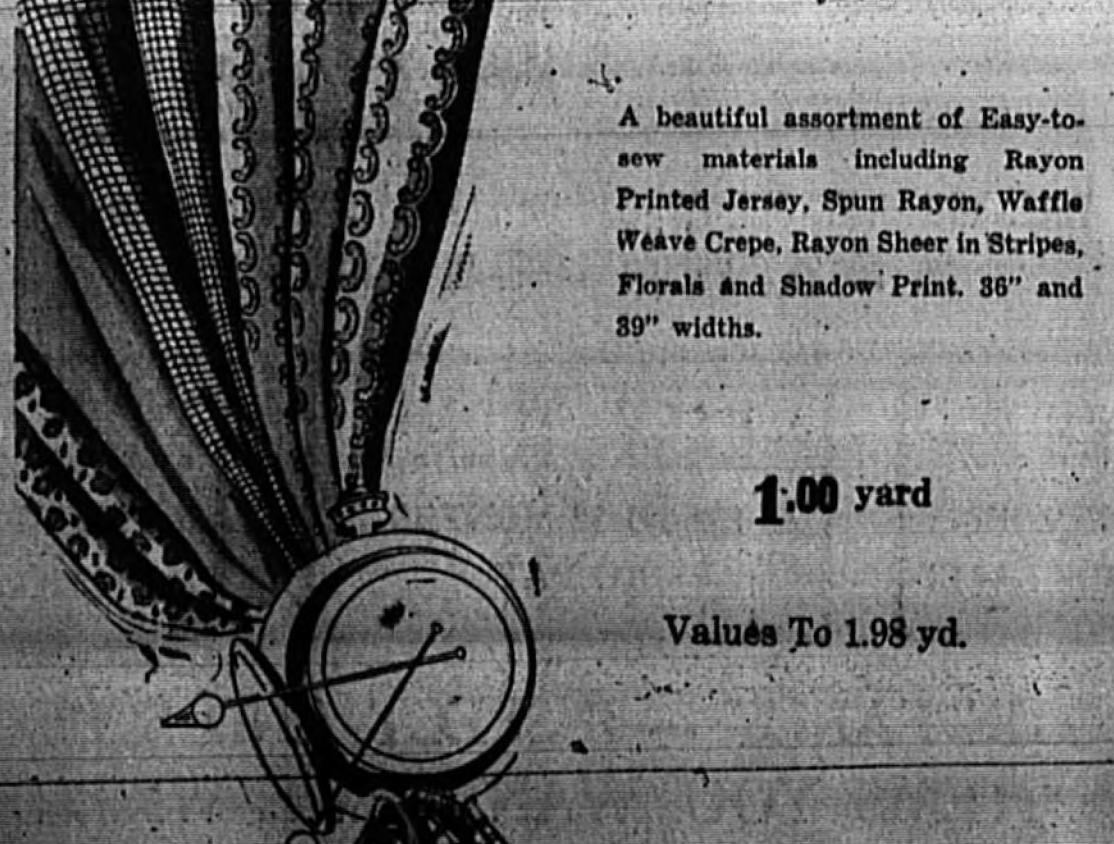 A beautiful assortment of Easy-to-
sew materials including Rayon
Printed Jersey, Spun Rayon, Waffle
Weave Crepe, Rayon Sheer in Stripes,
Florals and Shadow Print. 36" and
39" widths.
1.00 yard
Values To 1.98 yd.